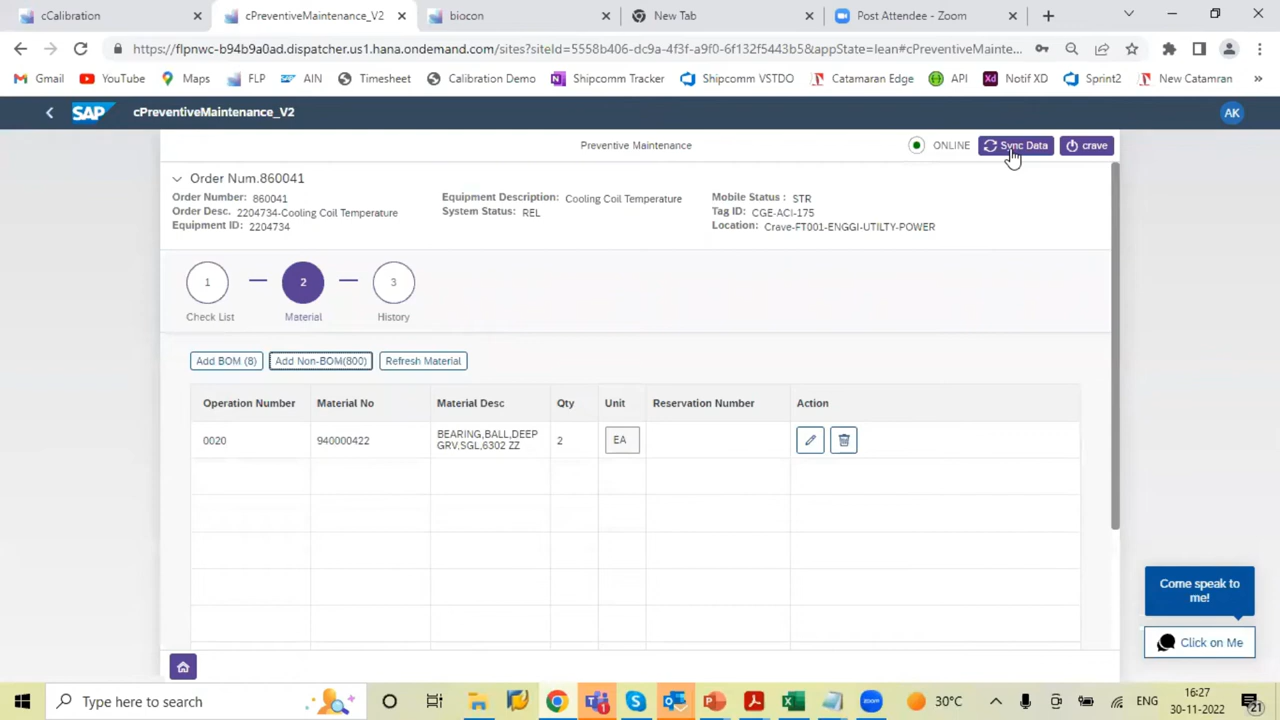 cCalibration
cPreventiveMaintenance_V2
biocon
New Tab
Post Attendee - Zoom
https://flpnwc-b94b9a0ad.dispatcher.us1.hana.ondemand.com/sites?siteId=5558b406-dc9a-4f3f-a9f0-6f132f5443b5&appState=lean#cPreventiveMainte...
Gmail YouTube Maps FLP AIN Timesheet Calibration Demo Shipcomm Tracker Shipcomm VSTDO Catamaran Edge API Notif XD Sprint2 New Catamran »
SAP cPreventiveMaintenance_V2 AK
Preventive Maintenance ONLINE Sync Data crave
Order Num.860041
Order Number: 860041
Order Desc. 2204734-Cooling Coil Temperature
Equipment ID: 2204734
Equipment Description: Cooling Coil Temperature
System Status: REL
Mobile Status : STR
Tag ID: CGE-ACI-175
Location: Crave-FT001-ENGGI-UTILTY-POWER
1 2 3
Check List Material History
Add BOM (8) Add Non-BOM(800) Refresh Material
Operation Number Material No Material Desc Qty Unit Reservation Number Action
0020 940000422 BEARING,BALL,DEEP 2 EA
GRV,SGL,6302 ZZ
Come speak to
me!
Click on Me
Type here to search
30°C
ENG
16:27
30-11-2022
21